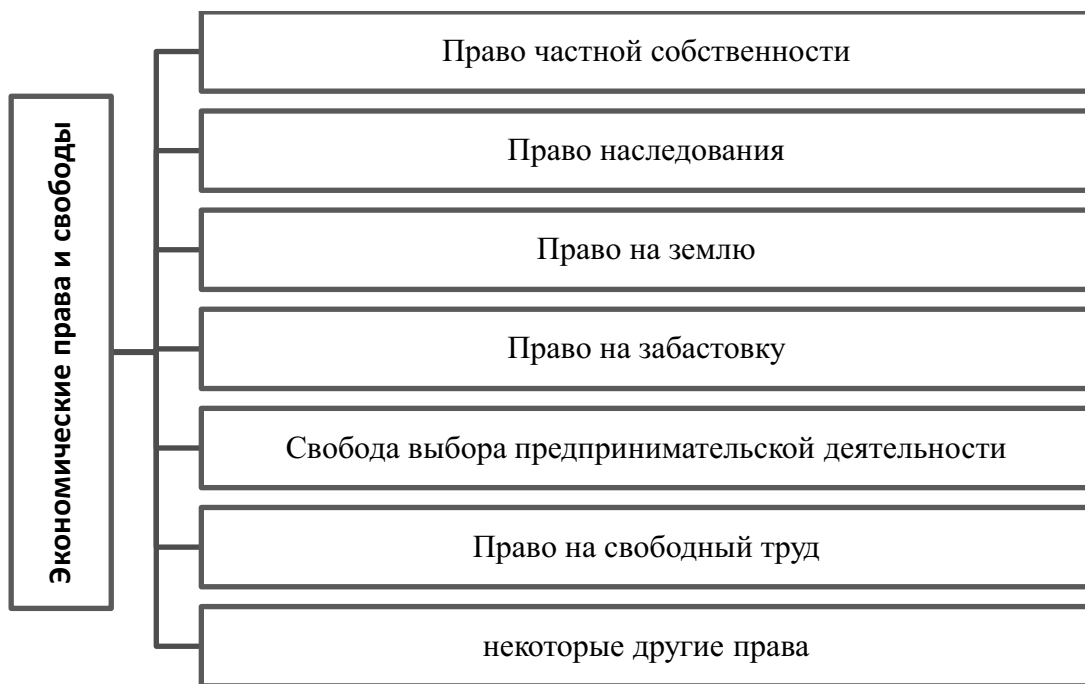 Экономические права и свободы
Право частной собственности
Право наследования
Право на землю
Право на забастовку
Свобода выбора предпринимательской деятельности
Право на свободный труд
некоторые другие права